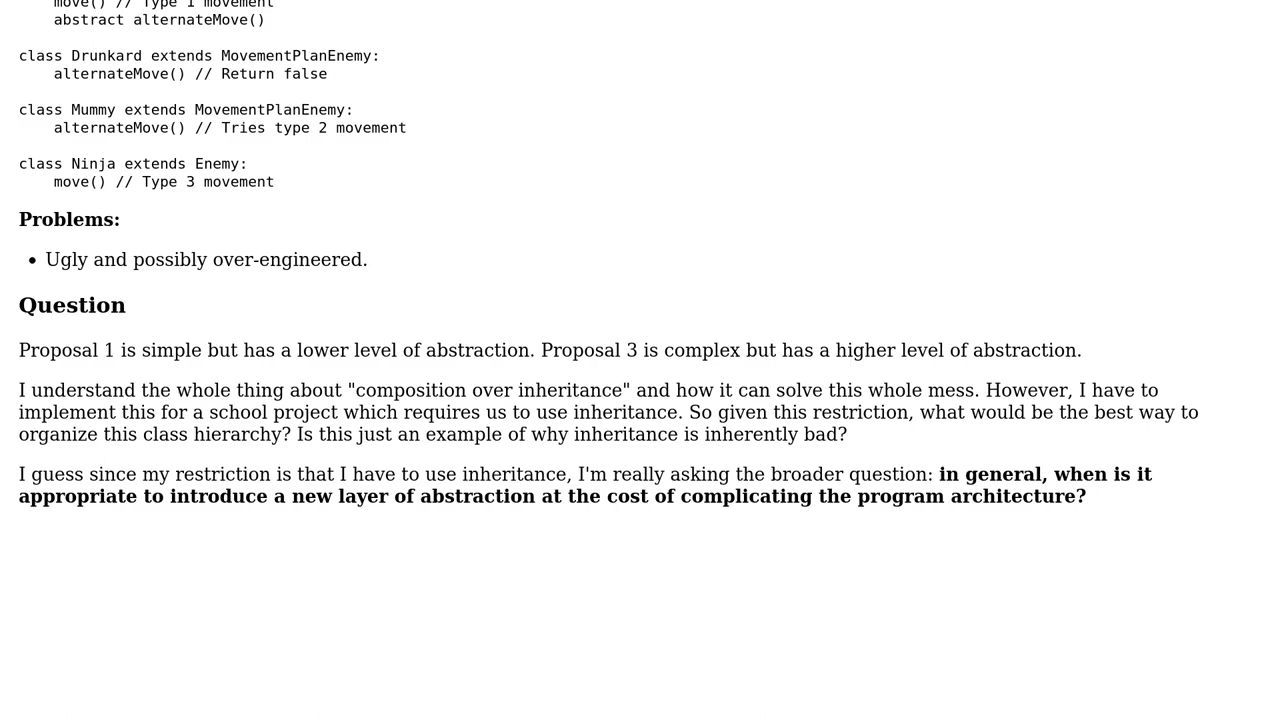 move() // Type 1 movement
abstract alternateMove()
class Drunkard extends MovementPlanEnemy:
alternateMove() // Return false
class Mummy extends MovementPlanEnemy:
alternateMove() // Tries type 2 movement
class Ninja extends Enemy:
move() // Type 3 movement
Problems:
• Ugly and possibly over-engineered.
Question
Proposal 1 is simple but has a lower level of abstraction. Proposal 3 is complex but has a higher level of abstraction.
I understand the whole thing about "composition over inheritance" and how it can solve this whole mess. However, I have to
implement this for a school project which requires us to use inheritance. So given this restriction, what would be the best way to
organize this class hierarchy? Is this just an example of why inheritance is inherently bad?
I guess since my restriction is that I have to use inheritance, I'm really asking the broader question: in general, when is it
appropriate to introduce a new layer of abstraction at the cost of complicating the program architecture?